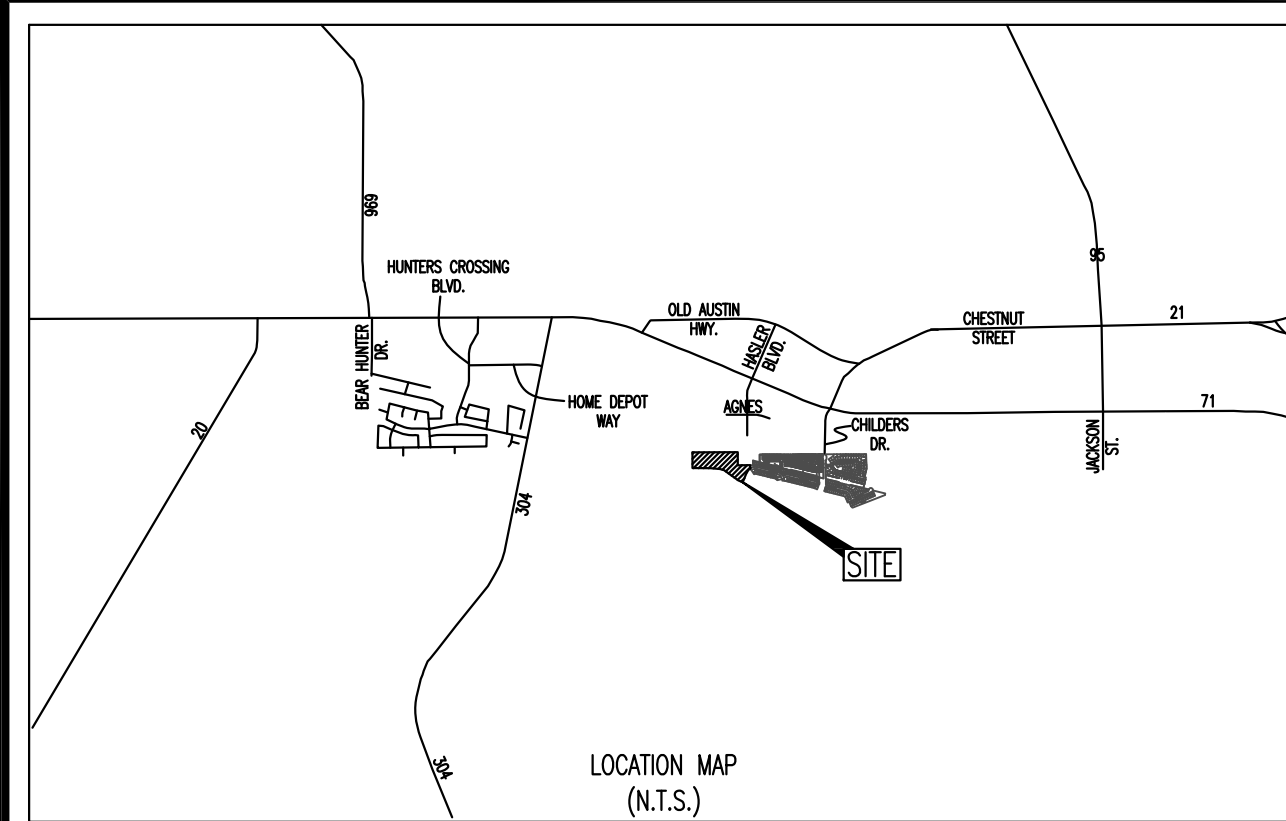 969
95
HUNTERS CROSSING
BLVD.
OLD AUSTIN
HWY.
HASLER
BLVD.
CHESTNUT
STREET
21
BEAR HUNTER
DR.
HOME DEPOT
WAY
AGNES
CHILDERS
DR.
71
JACKSON
ST.
20
304
SITE
304
LOCATION MAP
(N.T.S.)